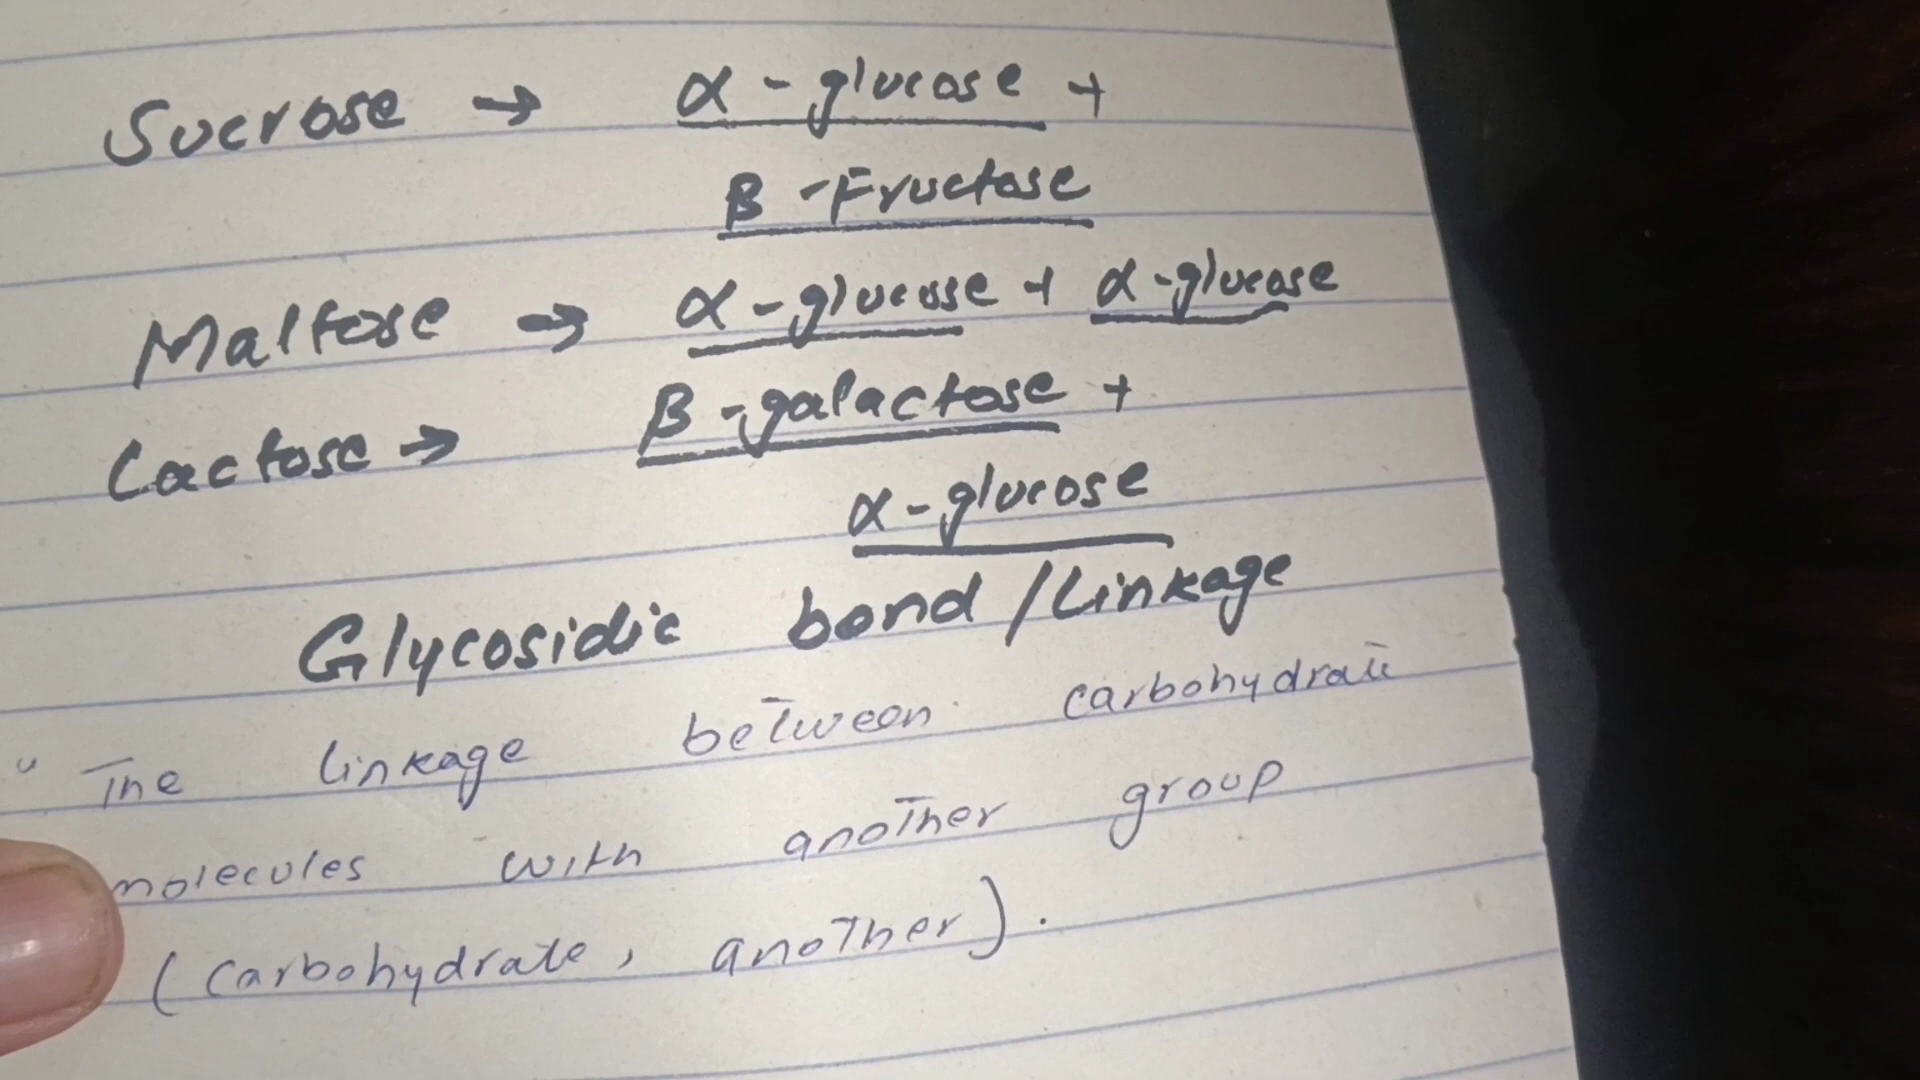 Sucrose → α - glucose +
β - Fructose
Maltose → α - glucose + α - glucose
Lactose → β - galactose +
α - glucose
Glycosidic bond / Linkage
" The linkage between carbohydrate
molecules with another group
(carbohydrate, another).